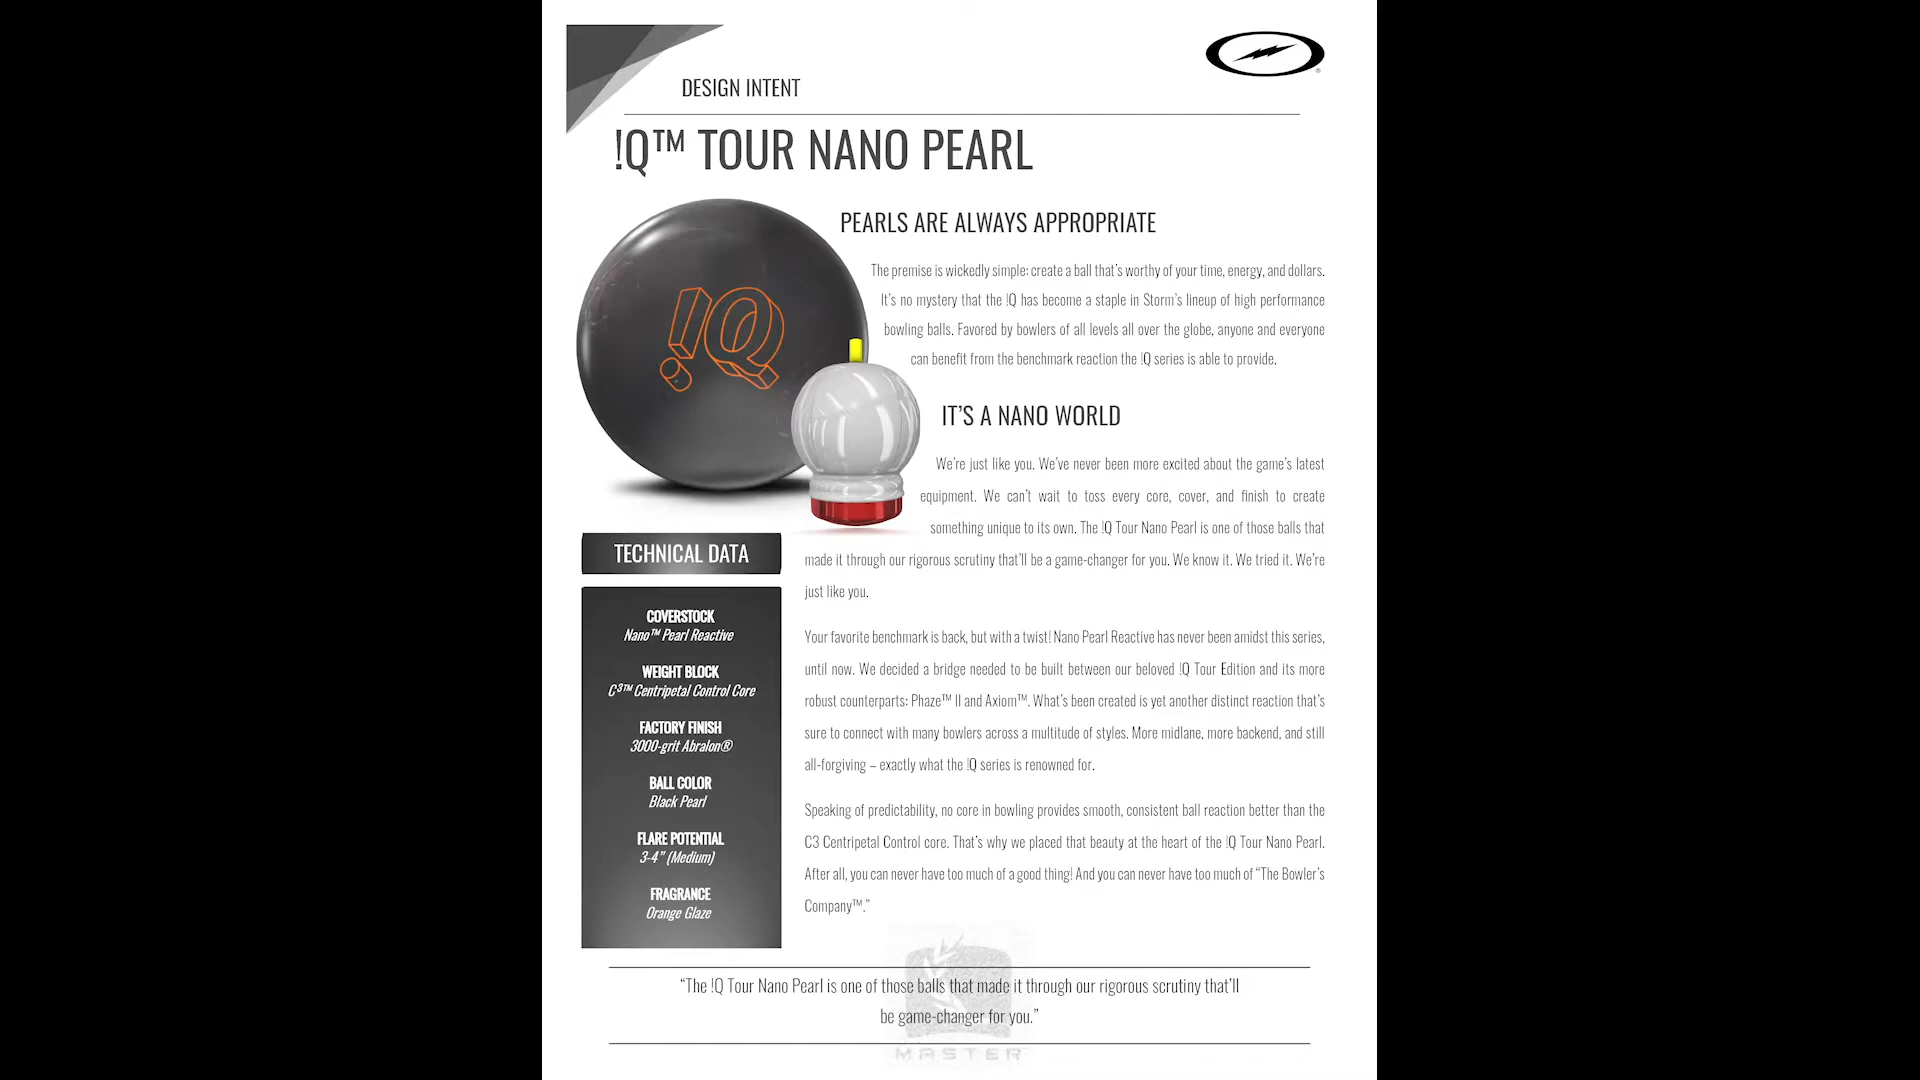 DESIGN INTENT
!Q™ TOUR NANO PEARL
!Q
PEARLS ARE ALWAYS APPROPRIATE
The premise is wickedly simple: create a ball that’s worthy of your time, energy, and dollars.
It’s no mystery that the !Q has become a staple in Storm’s lineup of high performance
bowling balls. Favored by bowlers of all levels all over the globe, anyone and everyone
can benefit from the benchmark reaction the !Q series is able to provide.
IT’S A NANO WORLD
We’re just like you. We’ve never been more excited about the game’s latest
equipment. We can’t wait to toss every core, cover, and finish to create
something unique to its own. The !Q Tour Nano Pearl is one of those balls that
made it through our rigorous scrutiny that’ll be a game-changer for you. We know it. We tried it. We’re
just like you.
Your favorite benchmark is back, but with a twist! Nano Pearl Reactive has never been amidst this series,
until now. We decided a bridge needed to be built between our beloved !Q Tour Edition and its more
robust counterparts: Phaze™ II and Axiom™. What’s been created is yet another distinct reaction that’s
sure to connect with many bowlers across a multitude of styles. More midlane, more backend, and still
all-forgiving – exactly what the !Q series is renowned for.
Speaking of predictability, no core in bowling provides smooth, consistent ball reaction better than the
C3 Centripetal Control core. That’s why we placed that beauty at the heart of the !Q Tour Nano Pearl.
After all, you can never have too much of a good thing! And you can never have too much of “The Bowler’s
Company™.”
TECHNICAL DATA
COVERSTOCK
Nano™ Pearl Reactive
WEIGHT BLOCK
C³™ Centripetal Control Core
FACTORY FINISH
3000-grit Abralon®
BALL COLOR
Black Pearl
FLARE POTENTIAL
3-4” (Medium)
FRAGRANCE
Orange Glaze
“The !Q Tour Nano Pearl is one of those balls that made it through our rigorous scrutiny that’ll
be game-changer for you.”
MASTER